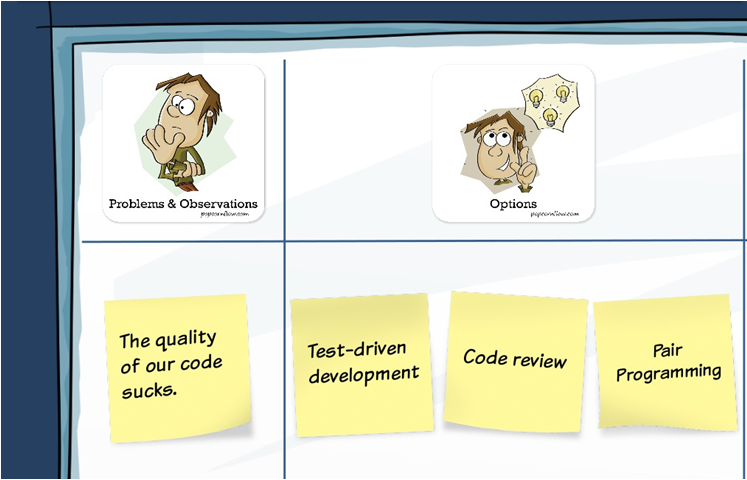 Problems & Observations
popcornflow.com
Options
popcornflow.com
The quality
of our code
sucks.
Test-driven
development
Code review
Pair
Programming